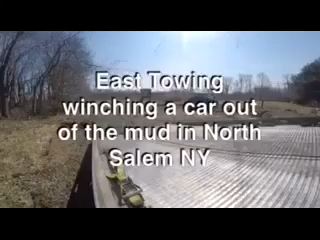 East Towing
winching a car out
of the mud in North
Salem NY